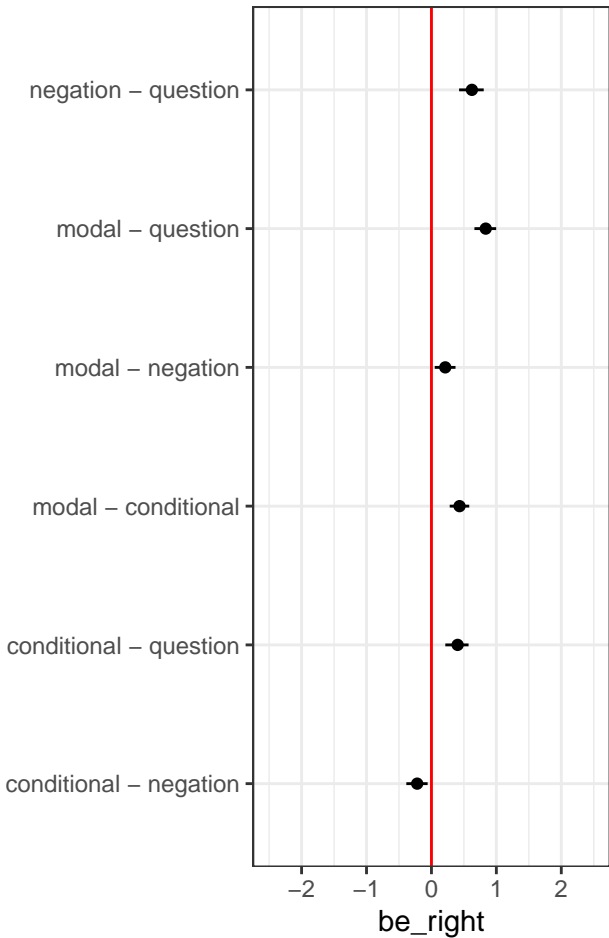 negation − question
modal − question
modal − negation
modal − conditional
conditional − question
conditional − negation
−2 −1 0 1 2
be_right